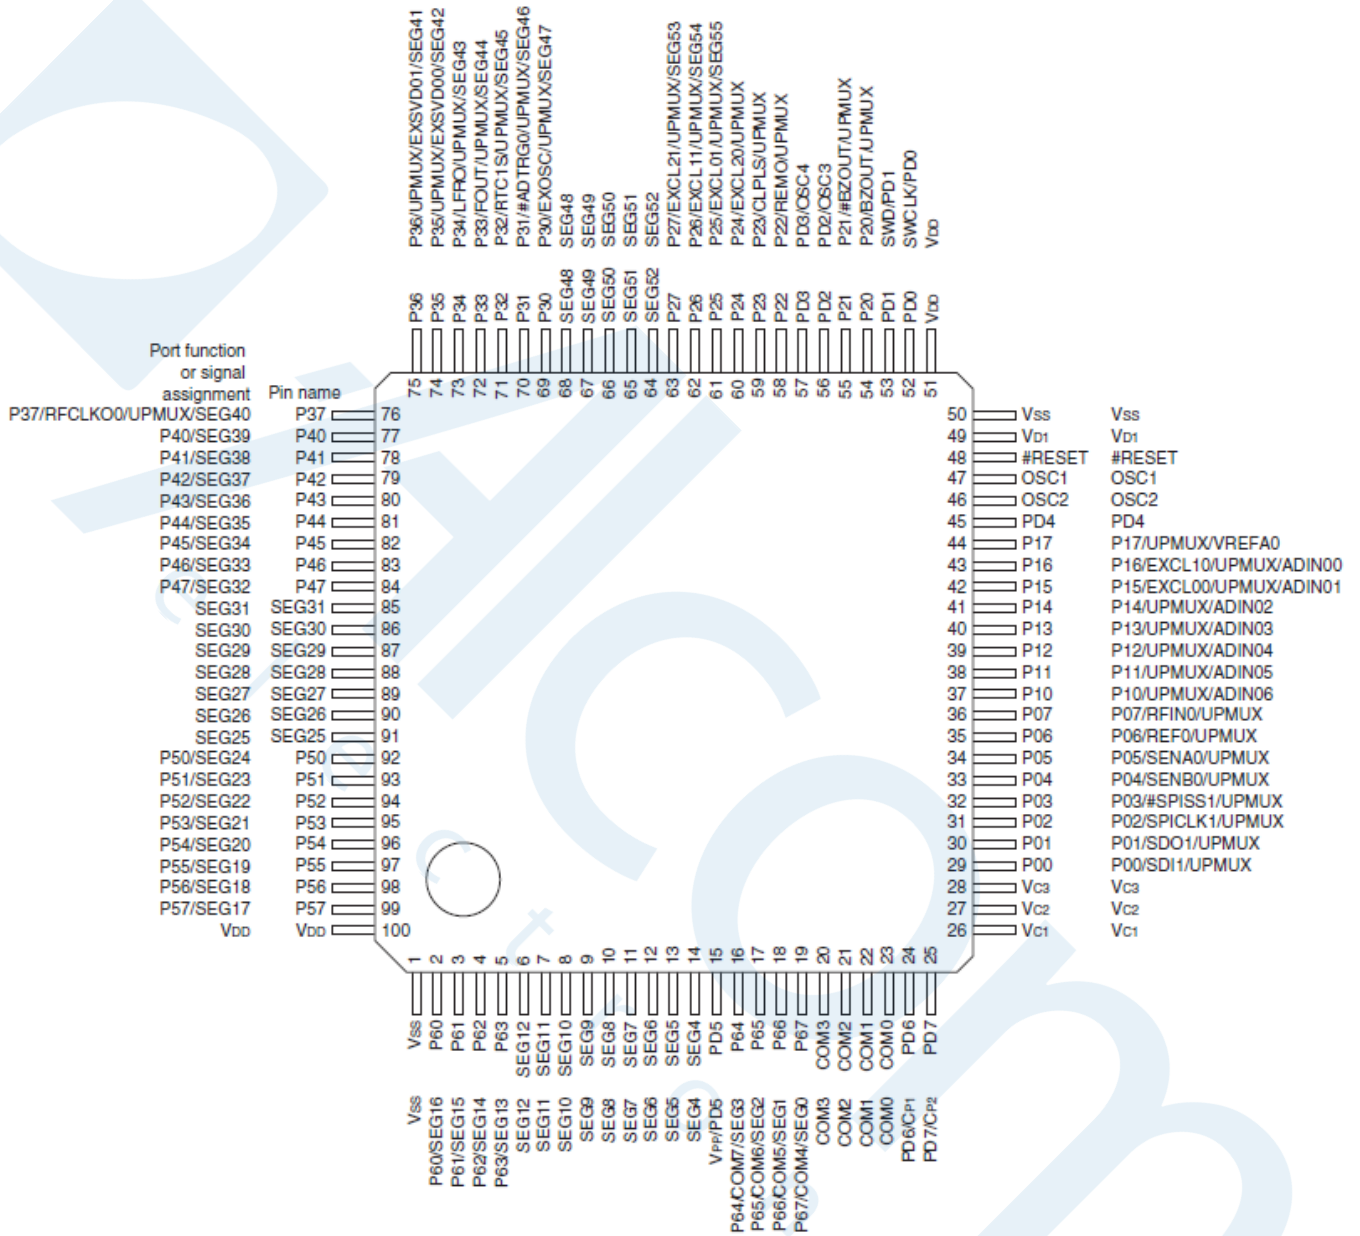 P36/UPMUX/EXSVD01/SEG41
P35/UPMUX/EXSVD00/SEG42
P34/LFRO/UPMUX/SEG43
P33/FOUT/UPMUX/SEG44
P32/RTC1S/UPMUX/SEG45
P31/#ADTRG0/UPMUX/SEG46
P30/EXOSC/UPMUX/SEG47
SEG48
SEG49
SEG50
SEG51
SEG52
P27/EXCL21/UPMUX/SEG53
P26/EXCL11/UPMUX/SEG54
P25/EXCL01/UPMUX/SEG55
P24/EXCL20/UPMUX
P23/CLPLS/UPMUX
P22/REMO/UPMUX
PD3/OSC4
PD2/OSC3
P21/#BZOUT/UPMUX
P20/BZOUT/UPMUX
SWD/PD1
SWCLK/PD0
VDD
P36
P35
P34
P33
P32
P31
P30
SEG48
SEG49
SEG50
SEG51
SEG52
P27
P26
P25
P24
P23
P22
PD3
PD2
P21
P20
PD1
PD0
VDD
75 74 73 72 71 70 69 68 67 66 65 64 63 62 61 60 59 58 57 56 55 54 53 52 51
Port function
or signal
assignment Pin name
P37/RFCLKO0/UPMUX/SEG40 P37 76
P40/SEG39 P40 77
P41/SEG38 P41 78
P42/SEG37 P42 79
P43/SEG36 P43 80
P44/SEG35 P44 81
P45/SEG34 P45 82
P46/SEG33 P46 83
P47/SEG32 P47 84
SEG31 SEG31 85
SEG30 SEG30 86
SEG29 SEG29 87
SEG28 SEG28 88
SEG27 SEG27 89
SEG26 SEG26 90
SEG25 SEG25 91
P50/SEG24 P50 92
P51/SEG23 P51 93
P52/SEG22 P52 94
P53/SEG21 P53 95
P54/SEG20 P54 96
P55/SEG19 P55 97
P56/SEG18 P56 98
P57/SEG17 P57 99
VDD VDD 100
50 VSS VSS
49 VD1 VD1
48 #RESET #RESET
47 OSC1 OSC1
46 OSC2 OSC2
45 PD4 PD4
44 P17 P17/UPMUX/VREFA0
43 P16 P16/EXCL10/UPMUX/ADIN00
42 P15 P15/EXCL00/UPMUX/ADIN01
41 P14 P14/UPMUX/ADIN02
40 P13 P13/UPMUX/ADIN03
39 P12 P12/UPMUX/ADIN04
38 P11 P11/UPMUX/ADIN05
37 P10 P10/UPMUX/ADIN06
36 P07 P07/RFIN0/UPMUX
35 P06 P06/REF0/UPMUX
34 P05 P05/SENA0/UPMUX
33 P04 P04/SENB0/UPMUX
32 P03 P03/#SPISS1/UPMUX
31 P02 P02/SPICLK1/UPMUX
30 P01 P01/SDO1/UPMUX
29 P00 P00/SDI1/UPMUX
28 VC3 VC3
27 VC2 VC2
26 VC1 VC1
1 2 3 4 5 6 7 8 9 10 11 12 13 14 15 16 17 18 19 20 21 22 23 24 25
VSS
P60
P61
P62
P63
SEG12
SEG11
SEG10
SEG9
SEG8
SEG7
SEG6
SEG5
SEG4
PD5
P64
P65
P66
P67
COM3
COM2
COM1
COM0
PD6
PD7
VSS
P60/SEG16
P61/SEG15
P62/SEG14
P63/SEG13
SEG12
SEG11
SEG10
SEG9
SEG8
SEG7
SEG6
SEG5
SEG4
VPP/PD5
P64/COM7/SEG3
P65/COM6/SEG2
P66/COM5/SEG1
P67/COM4/SEG0
COM3
COM2
COM1
COM0
PD6/CP1
PD7/CP2